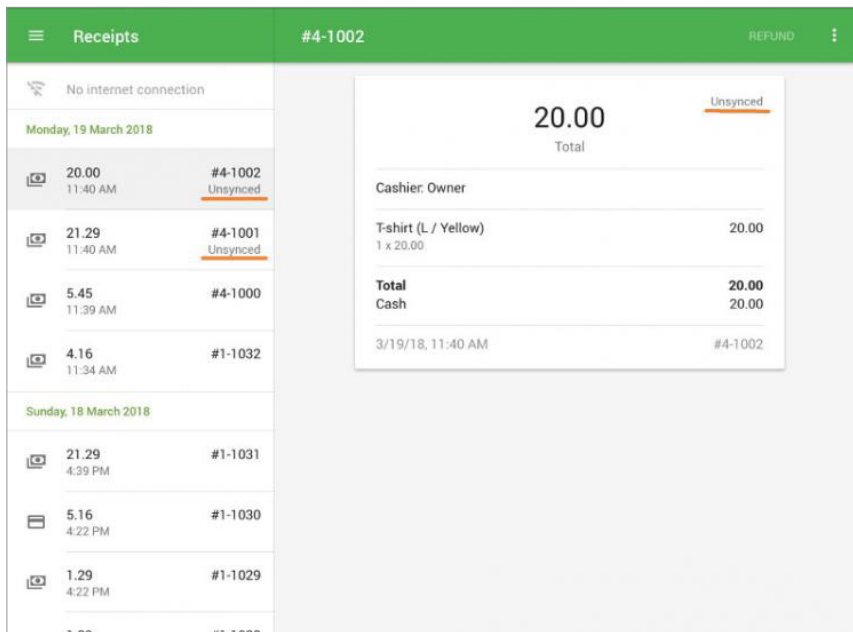 Receipts
No internet connection
Monday, 19 March 2018
20.00 #4-1002
11:40 AM Unsynced
21.29 #4-1001
11:40 AM Unsynced
5.45 #4-1000
11:39 AM
4.16 #1-1032
11:34 AM
Sunday, 18 March 2018
21.29 #1-1031
4:39 PM
5.16 #1-1030
4:22 PM
1.29 #1-1029
4:22 PM
#4-1002 REFUND
Unsynced
20.00
Total
Cashier: Owner
T-shirt (L / Yellow) 20.00
1 x 20.00
Total 20.00
Cash 20.00
3/19/18, 11:40 AM #4-1002